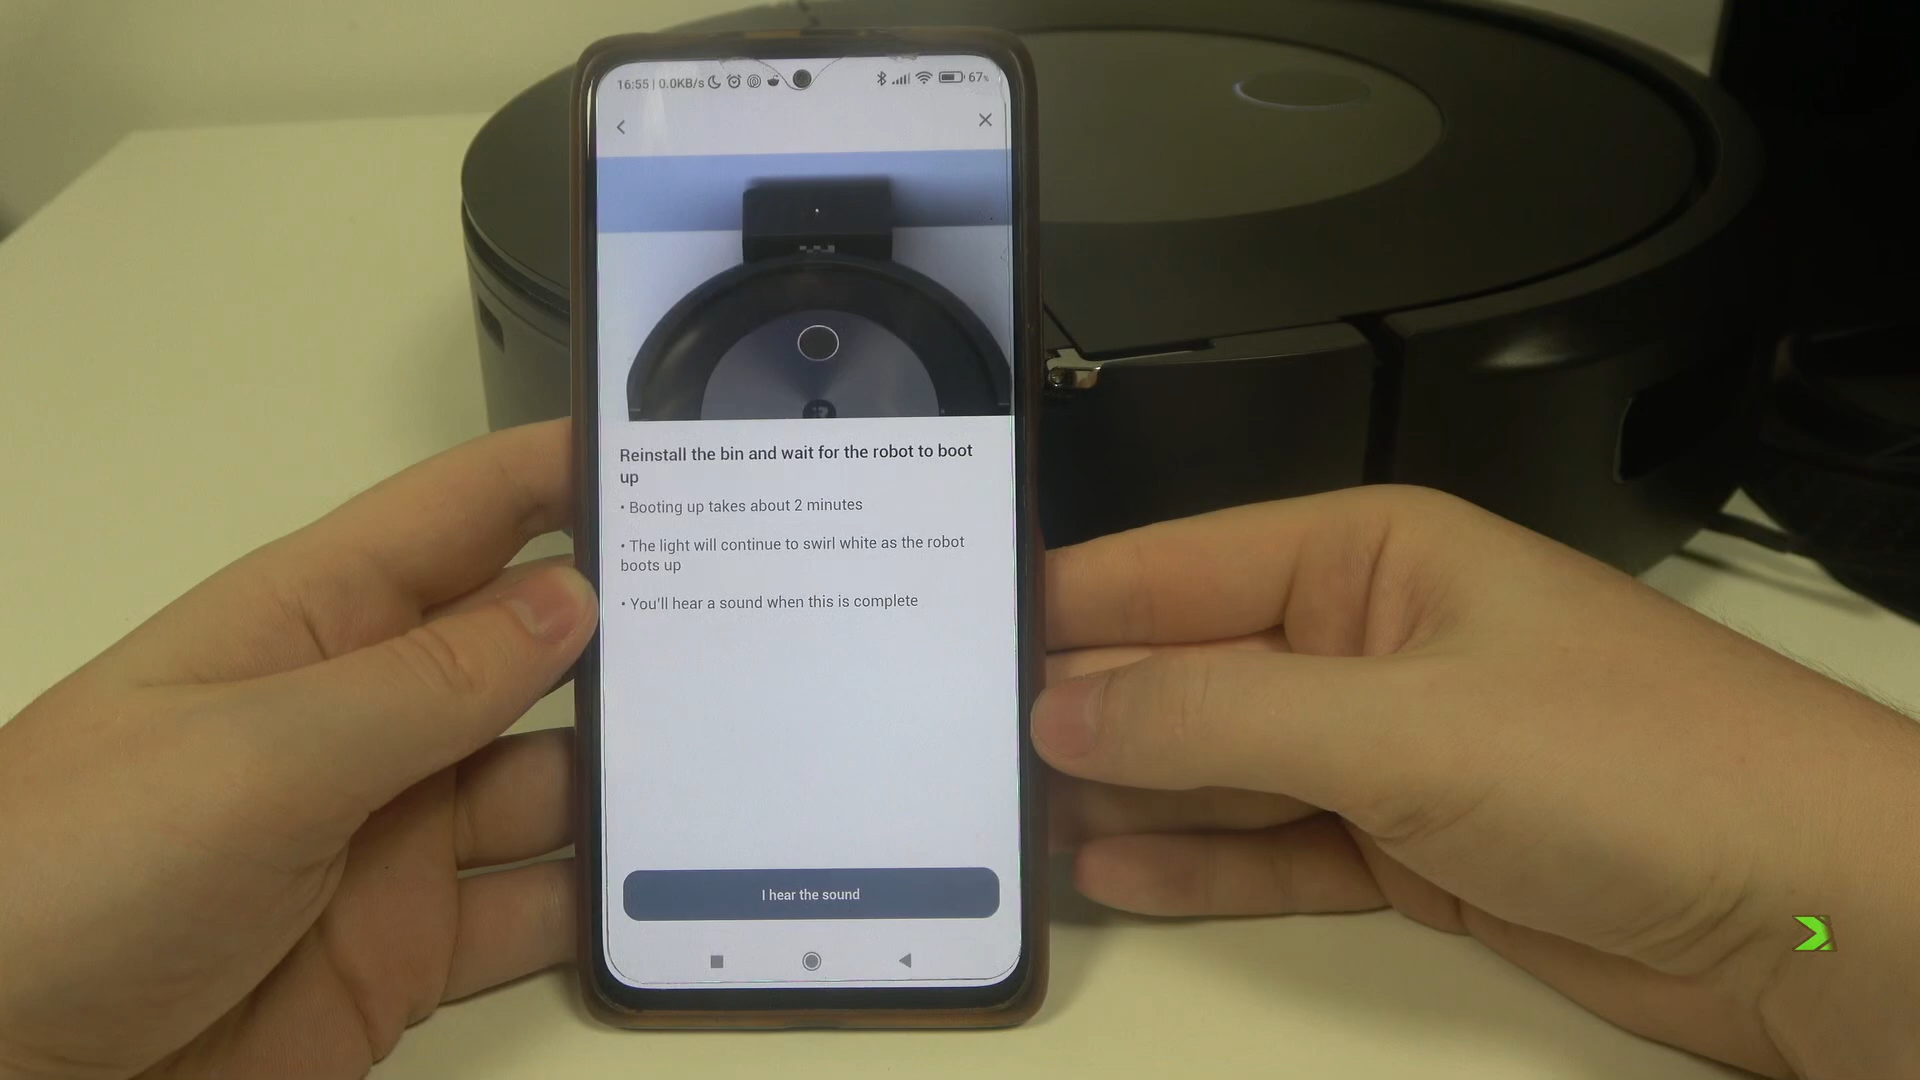 16:55 | 0.0KB/s 67%
Reinstall the bin and wait for the robot to boot
up
• Booting up takes about 2 minutes
• The light will continue to swirl white as the robot
boots up
• You'll hear a sound when this is complete
I hear the sound